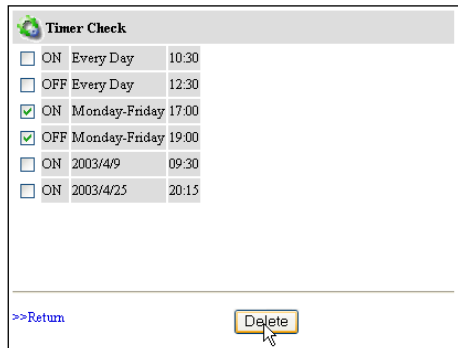 Timer Check
ON Every Day 10:30
OFF Every Day 12:30
ON Monday-Friday 17:00
OFF Monday-Friday 19:00
ON 2003/4/9 09:30
ON 2003/4/25 20:15
>>Return Delete